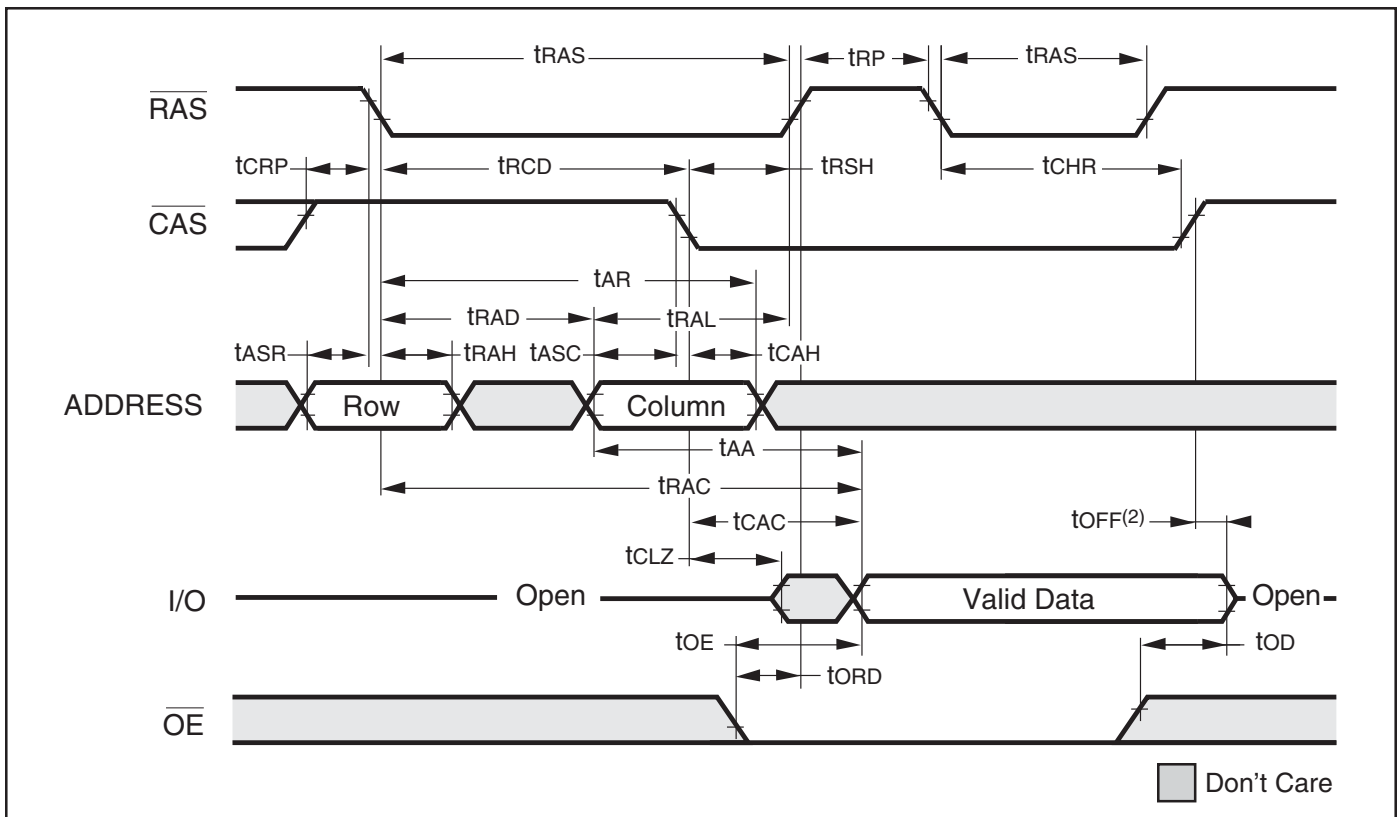 tRAS tRP tRAS
RAS
tCRP tRCD tRSH tCHR
CAS
tAR
tRAD tRAL
tASR tRAH tASC tCAH
ADDRESS Row Column
tAA
tRAC
tCAC tOFF(2)
tCLZ
I/O Open Valid Data Open
tOE tOD
tORD
OE
Don't Care